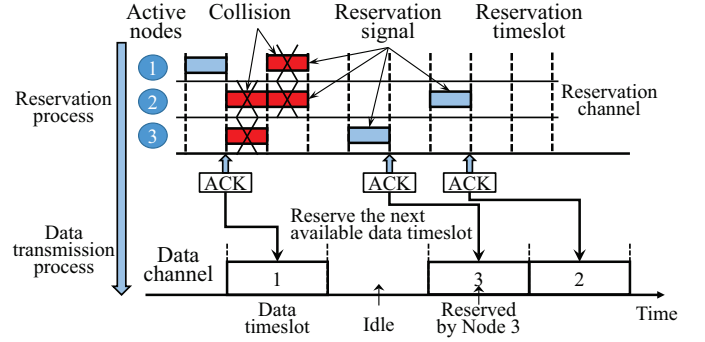 Active nodes
Collision
Reservation signal
Reservation timeslot
1
2
3
Reservation process
Reservation channel
ACK
ACK
ACK
Reserve the next
available data timeslot
Data transmission process
Data channel
1
3
2
Data timeslot
Idle
Reserved by Node 3
Time